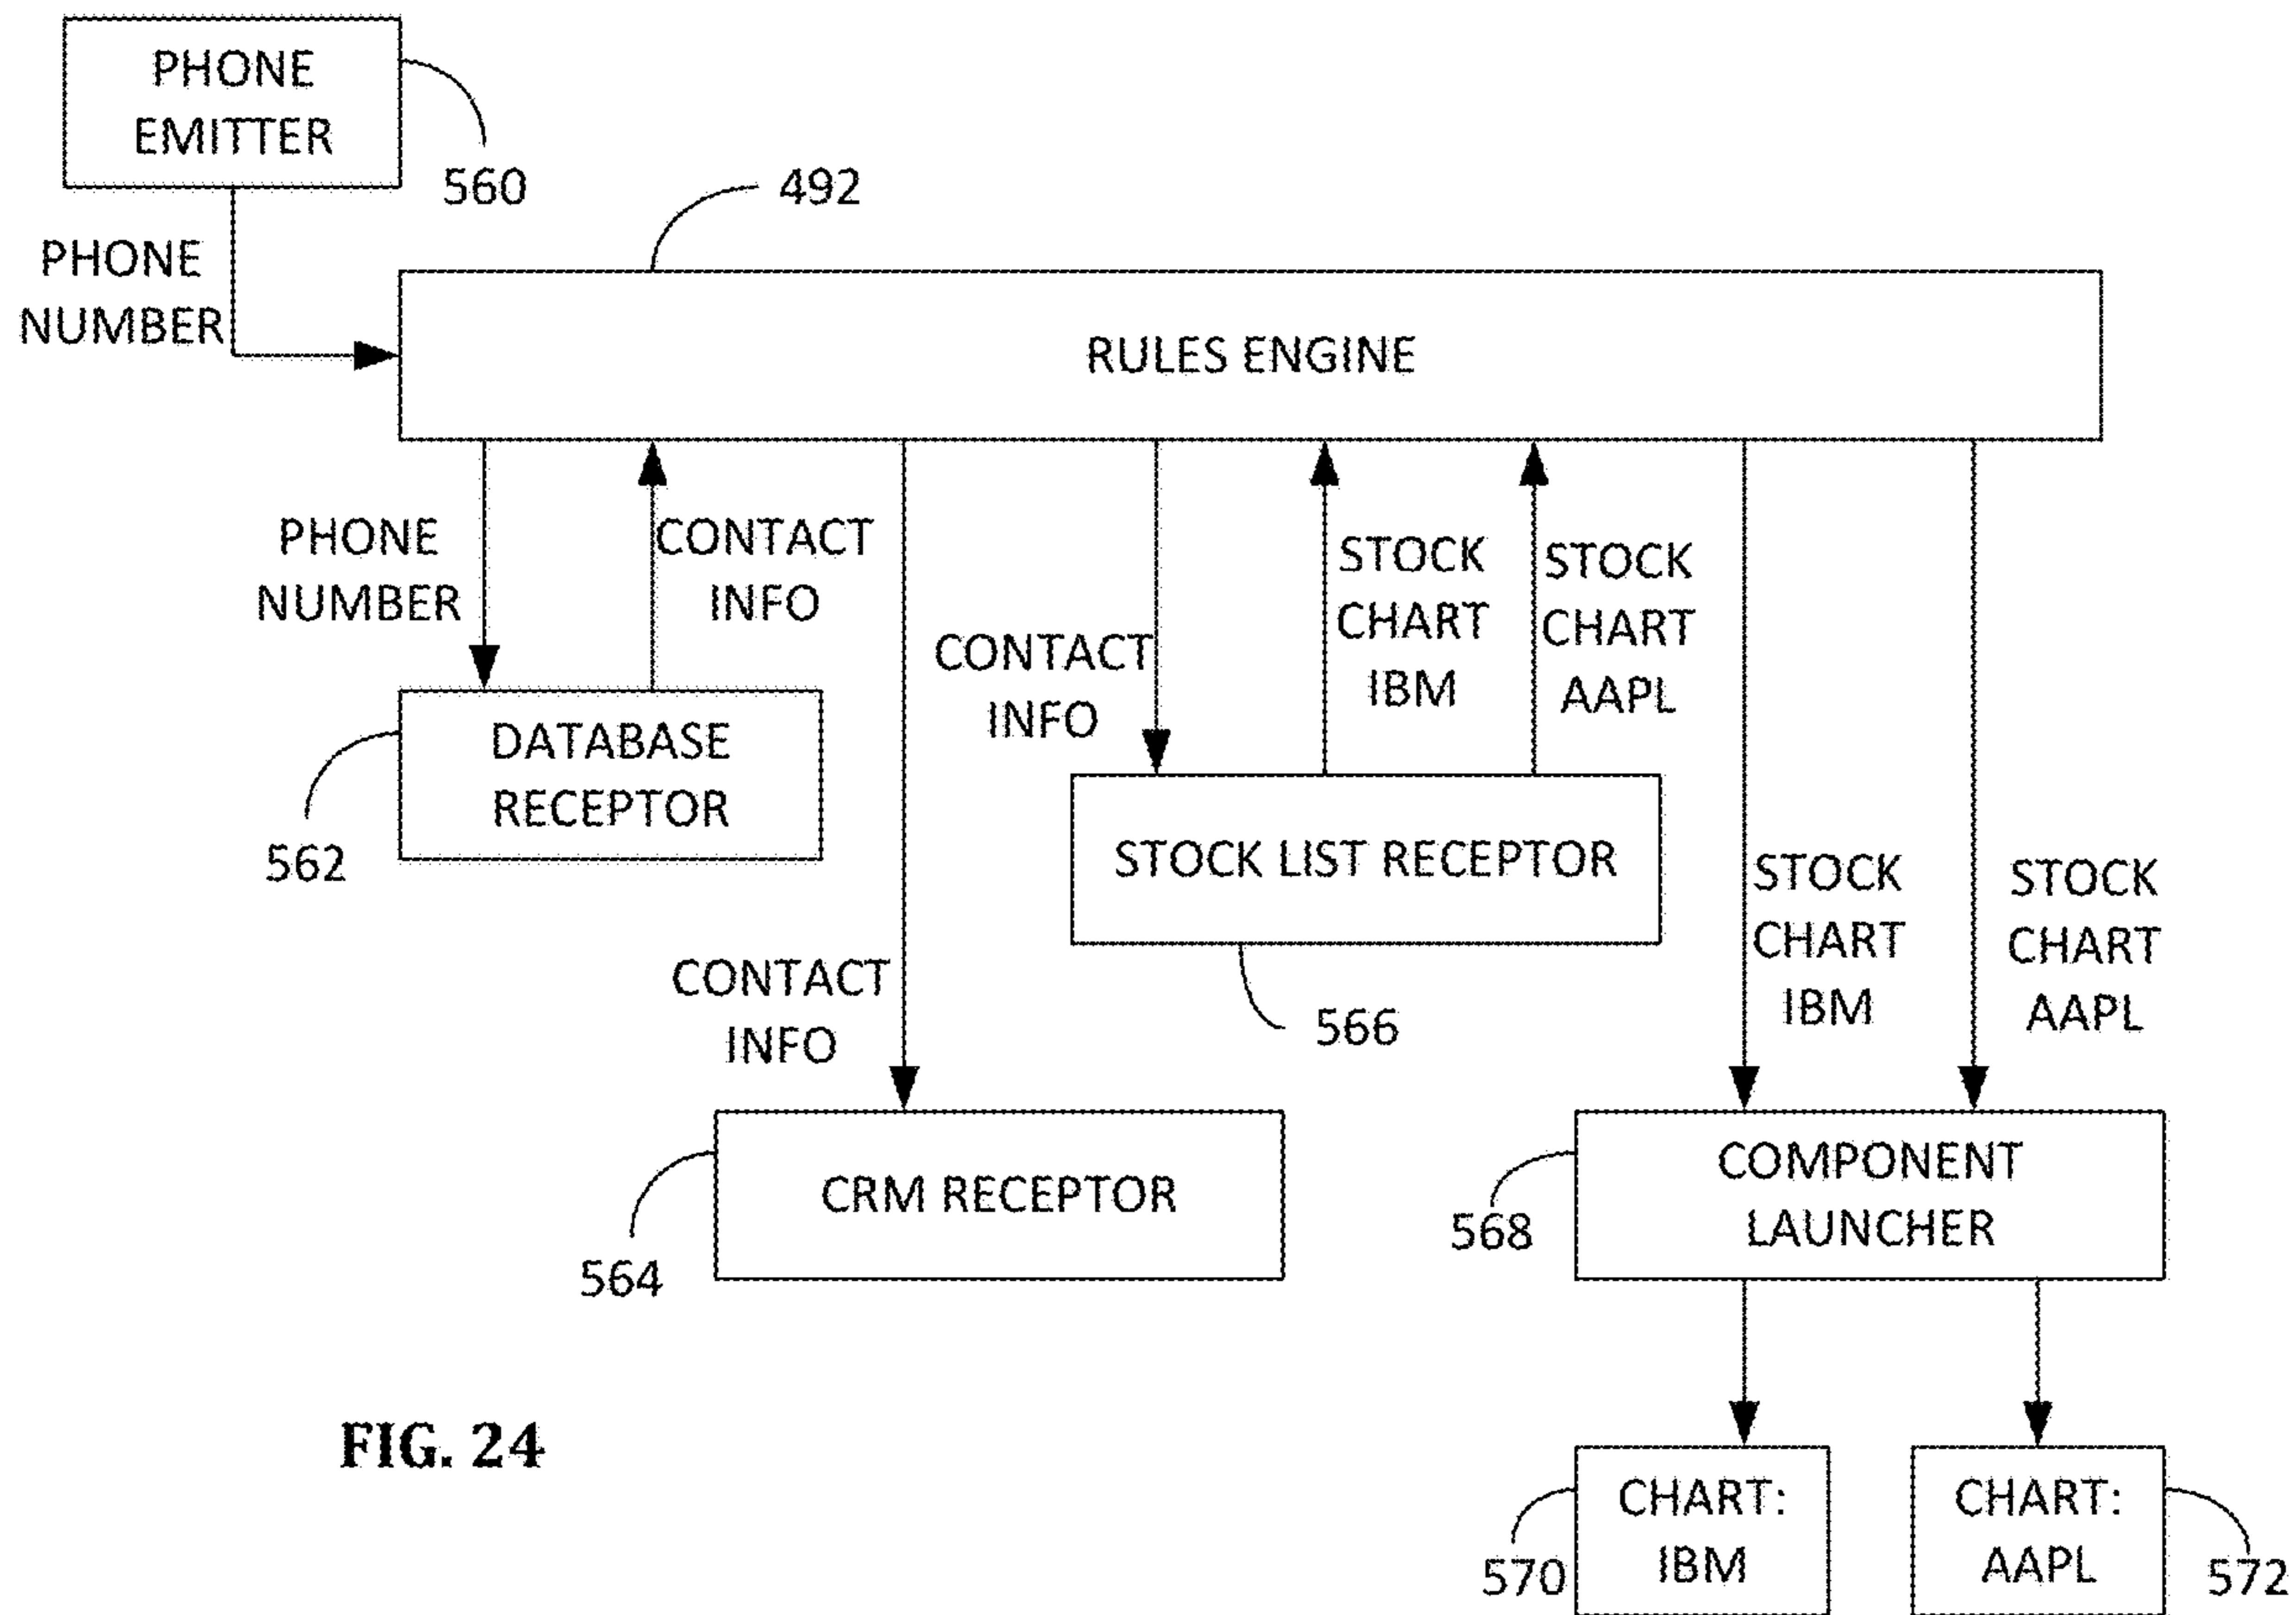 PHONE
EMITTER
560
492
PHONE
NUMBER
RULES ENGINE
PHONE
NUMBER
CONTACT
INFO
CONTACT
INFO
STOCK
CHART
IBM
STOCK
CHART
AAPL
DATABASE
RECEPTOR
562
STOCK LIST RECEPTOR
566
CONTACT
INFO
STOCK
CHART
IBM
STOCK
CHART
AAPL
CRM RECEPTOR
564
COMPONENT
LAUNCHER
568
FIG. 24
CHART:
IBM
570
CHART:
AAPL
572